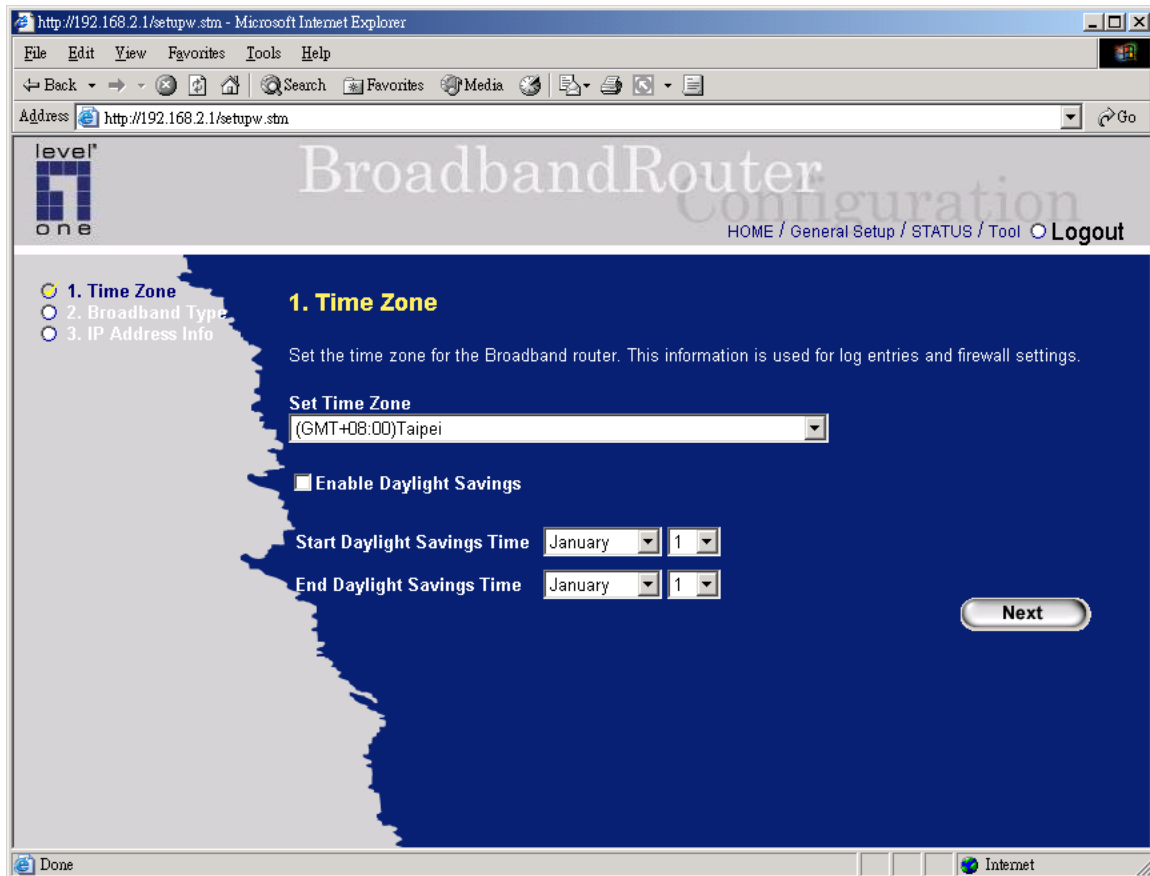 http://192.168.2.1/setupw.stm - Microsoft Internet Explorer
File Edit View Favorites Tools Help
Back Search Favorites Media
Address http://192.168.2.1/setupw.stm Go
level one
BroadbandRouter
Configuration
HOME / General Setup / STATUS / Tool Logout
1. Time Zone
2. Broadband Type
3. IP Address Info
1. Time Zone
Set the time zone for the Broadband router. This information is used for log entries and firewall settings.
Set Time Zone
(GMT+08:00)Taipei
Enable Daylight Savings
Start Daylight Savings Time January 1
End Daylight Savings Time January 1
Next
Done Internet